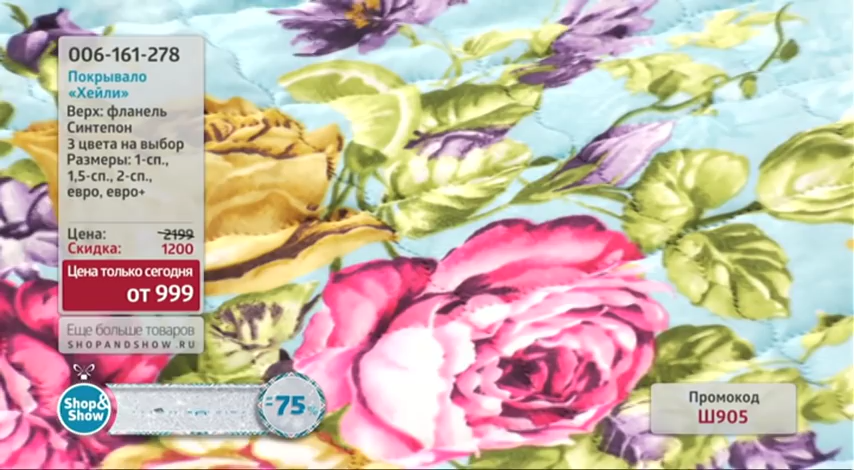 006-161-278
Покрывало
«Хейли»
Верх: фланель
Синтепон
3 цвета на выбор
Размеры: 1-сп.,
1,5-сп., 2-сп.,
евро, евро+
Цена: 2199
Скидка: 1200
Цена только сегодня
от 999
Еще больше товаров
SHOPANDSHOW.RU
Shop&
Show
-75%
Промокод
Ш905